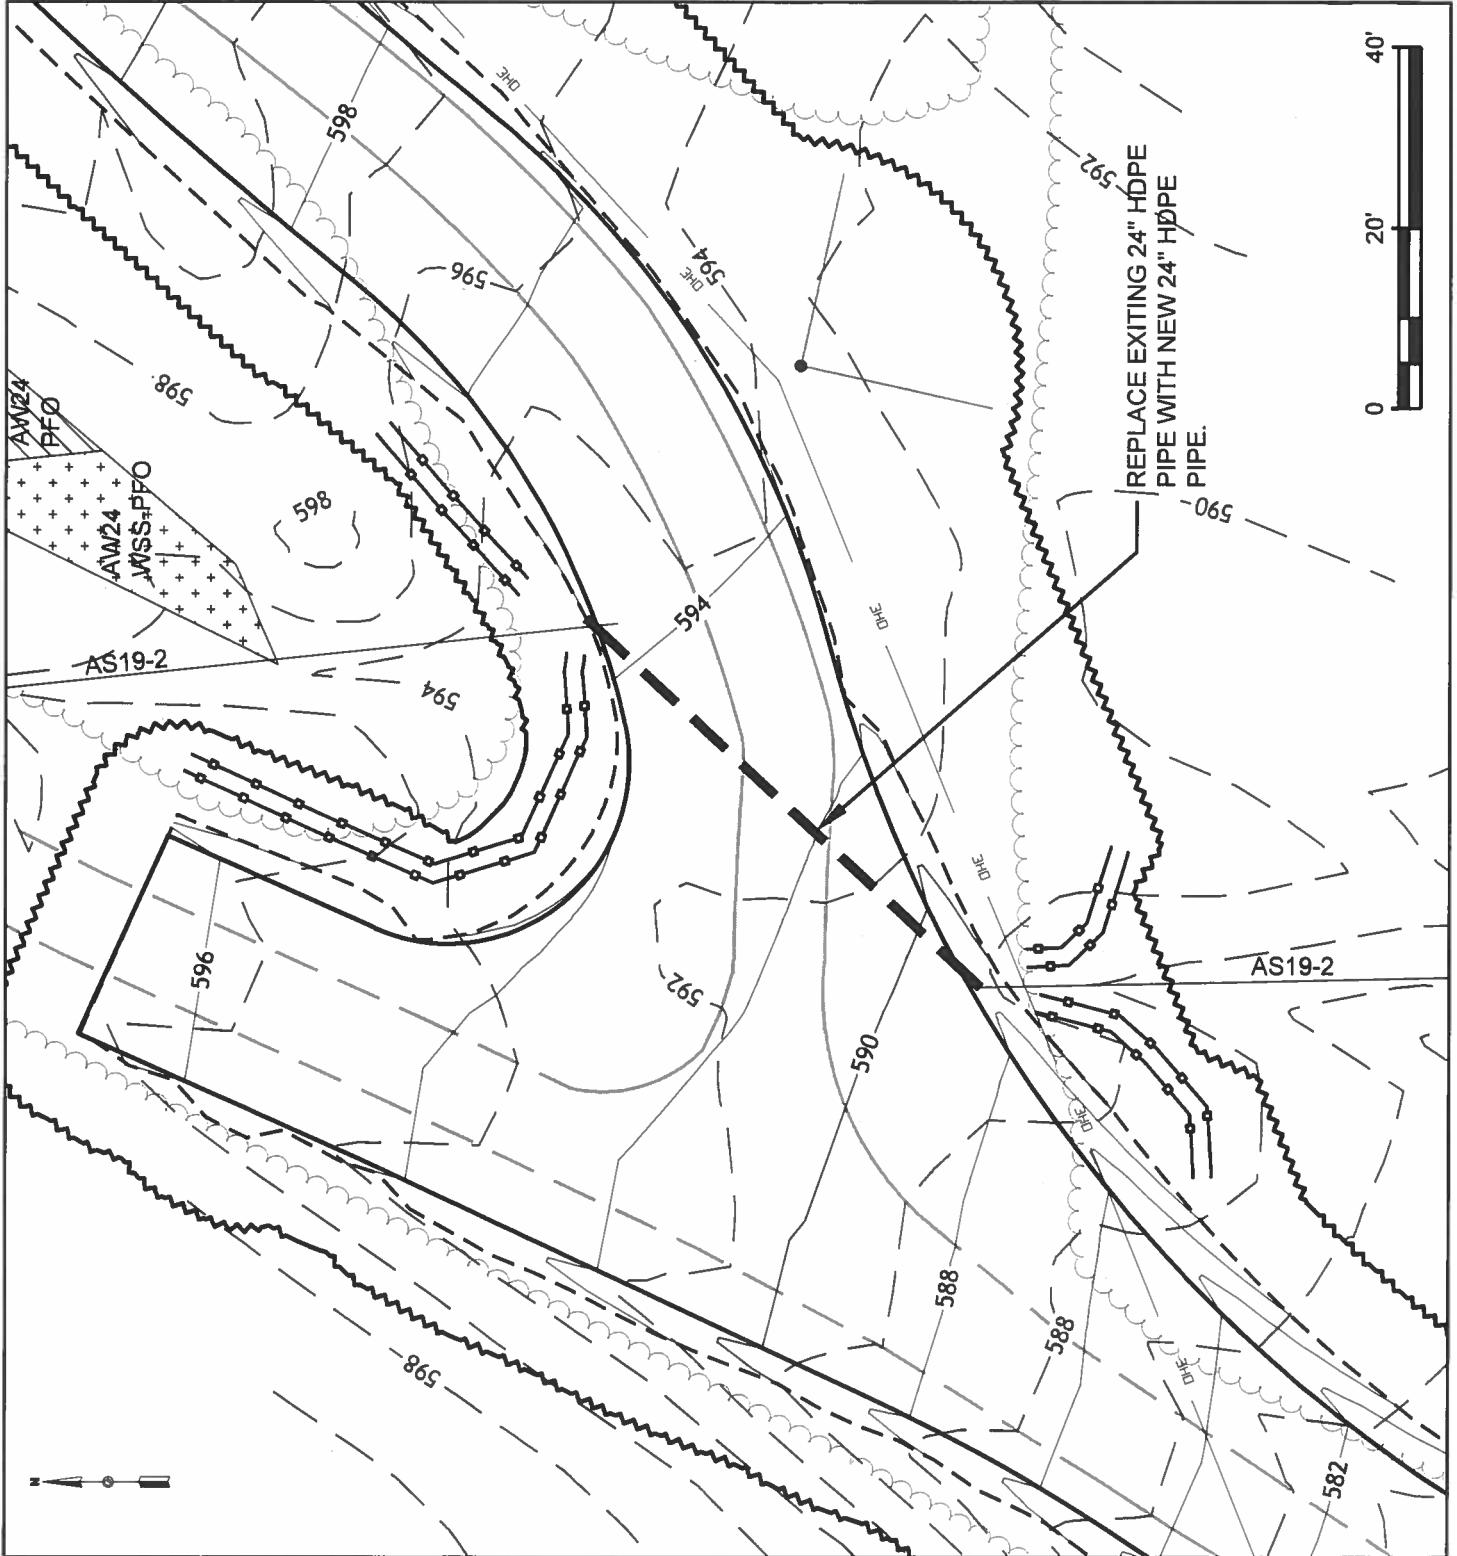 598
OHE
596
594
OHE
592
598
AW24
PFO
AW24
WSS-PFO
598
REPLACE EXITING 24" HDPE
PIPE WITH NEW 24" HDPE
PIPE.
40'
20'
0
590
594
OHE
AS19-2
594
OHE
AS19-2
596
592
590
OHE
588
588
OHE
598
582
N